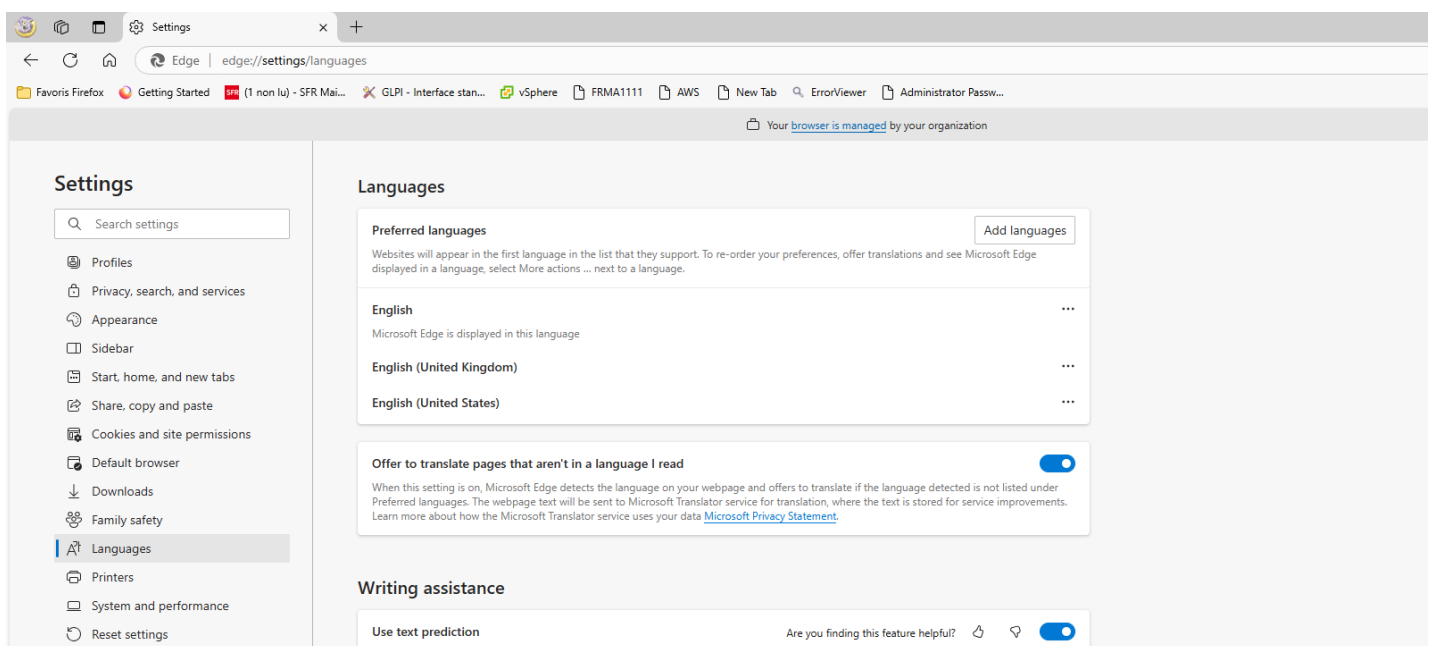 Settings
Edge | edge://settings/languages
Favoris Firefox Getting Started SFR (1 non lu) - SFR Mai... GLPI - Interface stan... vSphere FRMA1111 AWS New Tab ErrorViewer Administrator Passw...
Your browser is managed by your organization
Settings
Search settings
Profiles
Privacy, search, and services
Appearance
Sidebar
Start, home, and new tabs
Share, copy and paste
Cookies and site permissions
Default browser
Downloads
Family safety
Languages
Printers
System and performance
Reset settings
Languages
Preferred languages
Add languages
Websites will appear in the first language in the list that they support. To re-order your preferences, offer translations and see Microsoft Edge
displayed in a language, select More actions ... next to a language.
English
Microsoft Edge is displayed in this language
English (United Kingdom)
English (United States)
Offer to translate pages that aren't in a language I read
When this setting is on, Microsoft Edge detects the language on your webpage and offers to translate if the language detected is not listed under
Preferred languages. The webpage text will be sent to Microsoft Translator service for translation, where the text is stored for service improvements.
Learn more about how the Microsoft Translator service uses your data Microsoft Privacy Statement.
Writing assistance
Use text prediction
Are you finding this feature helpful?